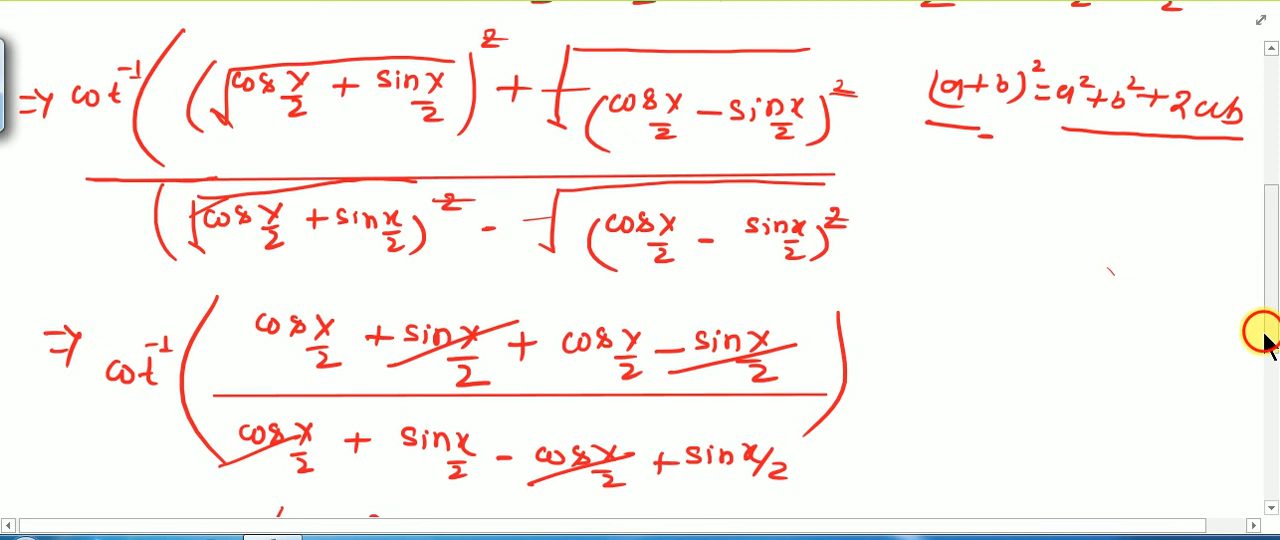 => cot⁻¹ ( (√(cos x/2 + sin x/2))² + √((cos x/2 − sin x/2)²)
(√(cos x/2 + sin x/2))² − √((cos x/2 − sin x/2)²)
(a+b)² = a² + b² + 2ab
=> cot⁻¹ ( cos x/2 + sin x/2 + cos x/2 − sin x/2
cos x/2 + sin x/2 − cos x/2 + sin x/2 )